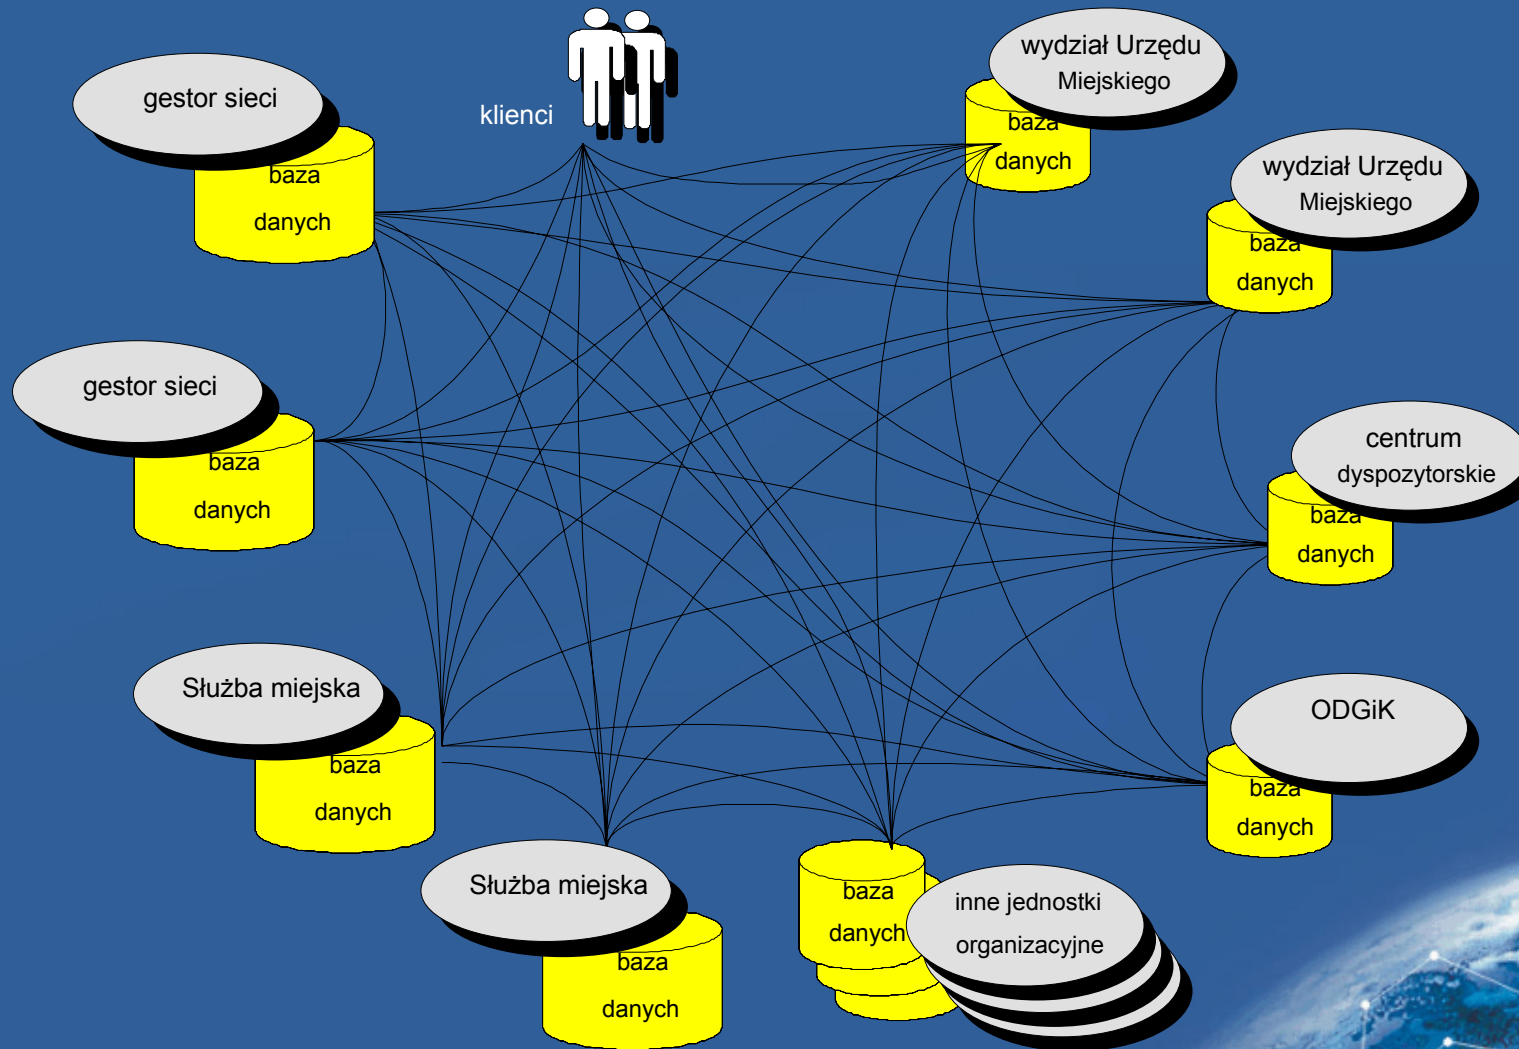 gestor sieci
baza
danych
klienci
wydział Urzędu
Miejskiego
baza
danych
wydział Urzędu
Miejskiego
baza
danych
gestor sieci
baza
danych
centrum
dyspozytorskie
baza
danych
Służba miejska
baza
danych
ODGiK
baza
danych
Służba miejska
baza
danych
baza
danych
inne jednostki
organizacyjne